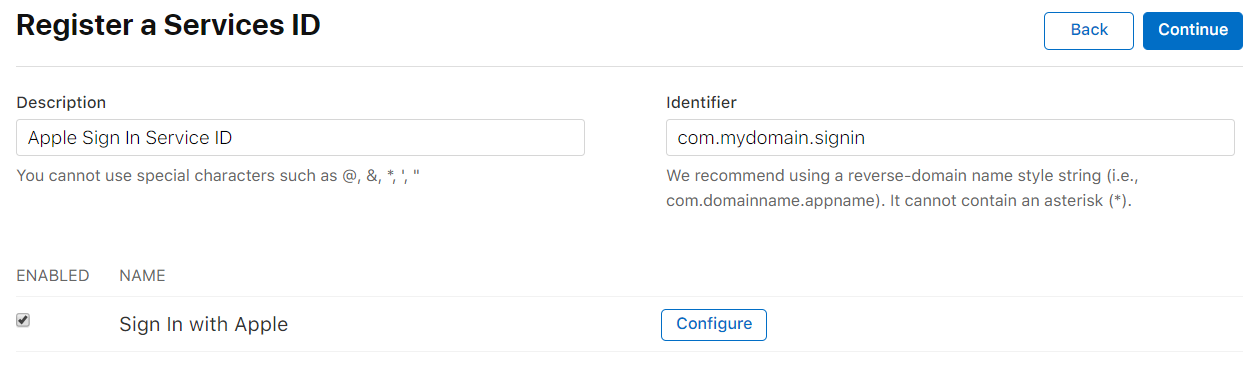 Register a Services ID
Back
Continue
Description
Identifier
Apple Sign In Service ID
com.mydomain.signin
You cannot use special characters such as @, &, *, ', "
We recommend using a reverse-domain name style string (i.e.,
com.domainname.appname). It cannot contain an asterisk (*).
ENABLED
NAME
Sign In with Apple
Configure